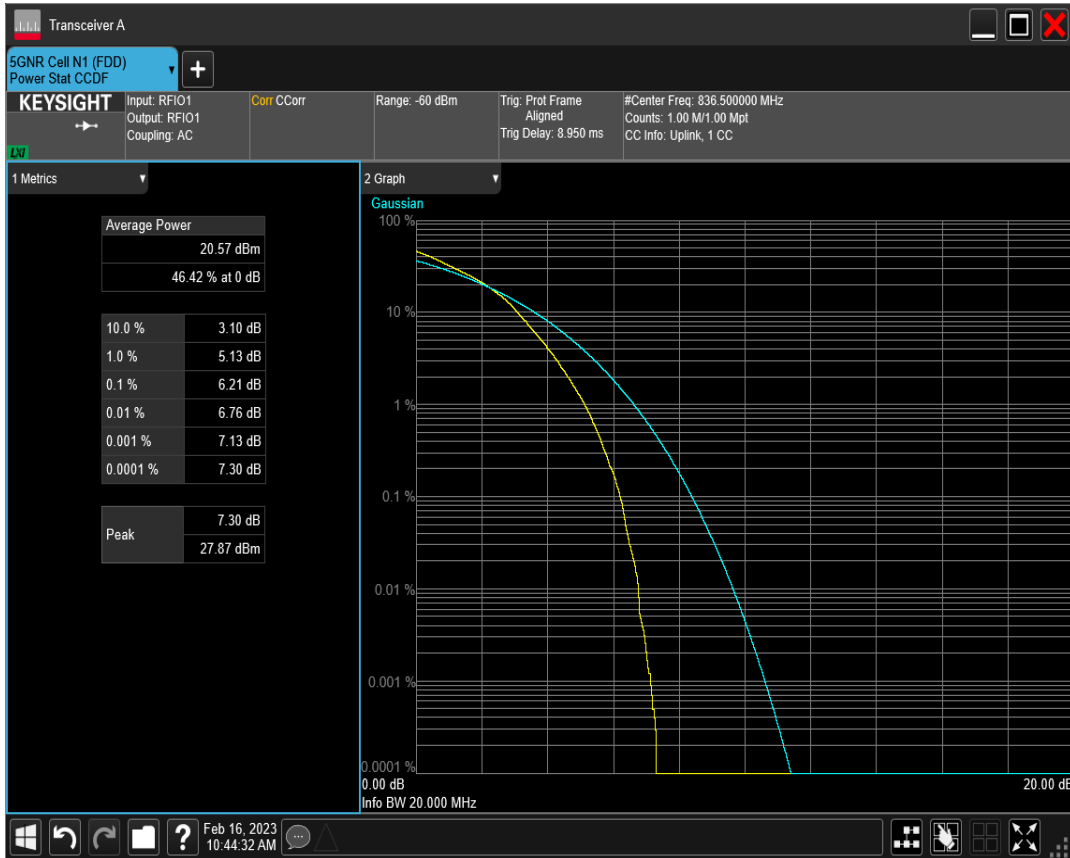 Transceiver A
5GNR Cell N1 (FDD)
Power Stat CCDF
+
KEYSIGHT
LXI
Input: RFIO1
Output: RFIO1
Coupling: AC
Corr CCorr
Range: -60 dBm
Trig: Prot Frame
Aligned
Trig Delay: 8.950 ms
#Center Freq: 836.500000 MHz
Counts: 1.00 M/1.00 Mpt
CC Info: Uplink, 1 CC
1 Metrics
Average Power
20.57 dBm
46.42 % at 0 dB
10.0 % 3.10 dB
1.0 % 5.13 dB
0.1 % 6.21 dB
0.01 % 6.76 dB
0.001 % 7.13 dB
0.0001 % 7.30 dB
Peak
7.30 dB
27.87 dBm
2 Graph
Gaussian
100 %
10 %
1 %
0.1 %
0.01 %
0.001 %
0.0001 %
0.00 dB 20.00 dB
Info BW 20.000 MHz
?
Feb 16, 2023
10:44:32 AM